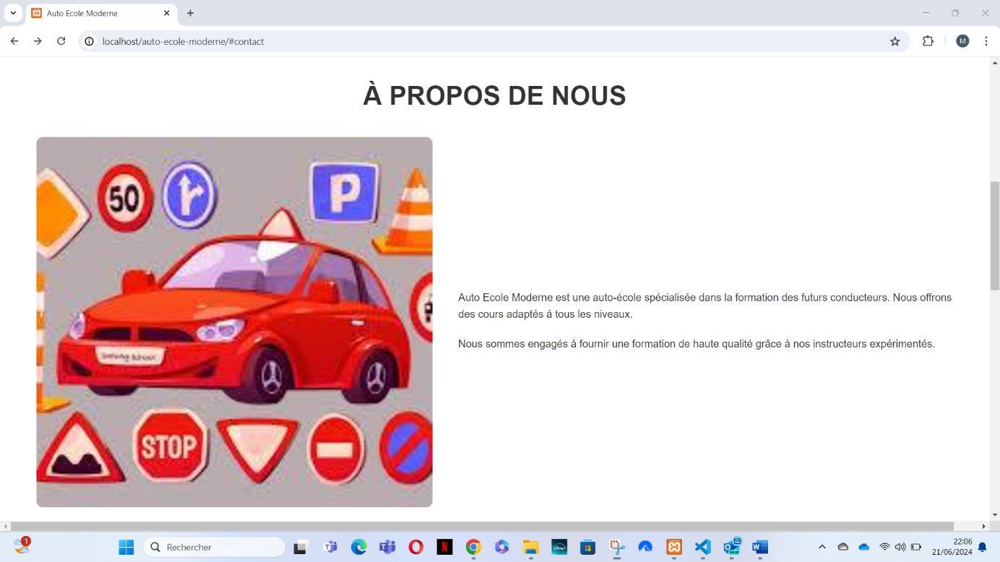 Auto Ecole Moderne
localhost/auto-ecole-moderne/#contact
M
À PROPOS DE NOUS
50
P
STOP
Auto Ecole Moderne est une auto-école spécialisée dans la formation des futurs conducteurs. Nous offrons
des cours adaptés à tous les niveaux.
Nous sommes engagés à fournir une formation de haute qualité grâce à nos instructeurs expérimentés.
1
Rechercher
N
NEW
W
22:06
21/06/2024